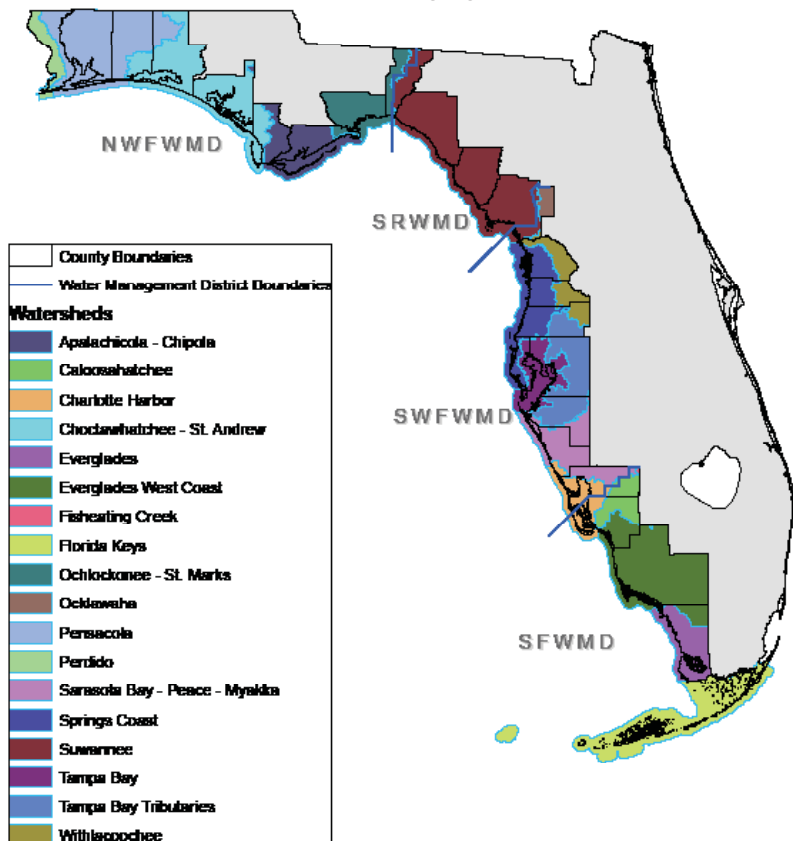 NWFWMD
SRWMD
SWFWMD
SFWMD
County Boundaries
Water Management District Boundaries
Watersheds
Apalachicola - Chipola
Caloosahatchee
Charlotte Harbor
Choctawhatchee - St. Andrew
Everglades
Everglades West Coast
Fisheating Creek
Florida Keys
Ochlockonee - St. Marks
Ocklawaha
Pensacola
Perdido
Sarasota Bay - Peace - Myakka
Springs Coast
Suwannee
Tampa Bay
Tampa Bay Tributaries
Withlacoochee